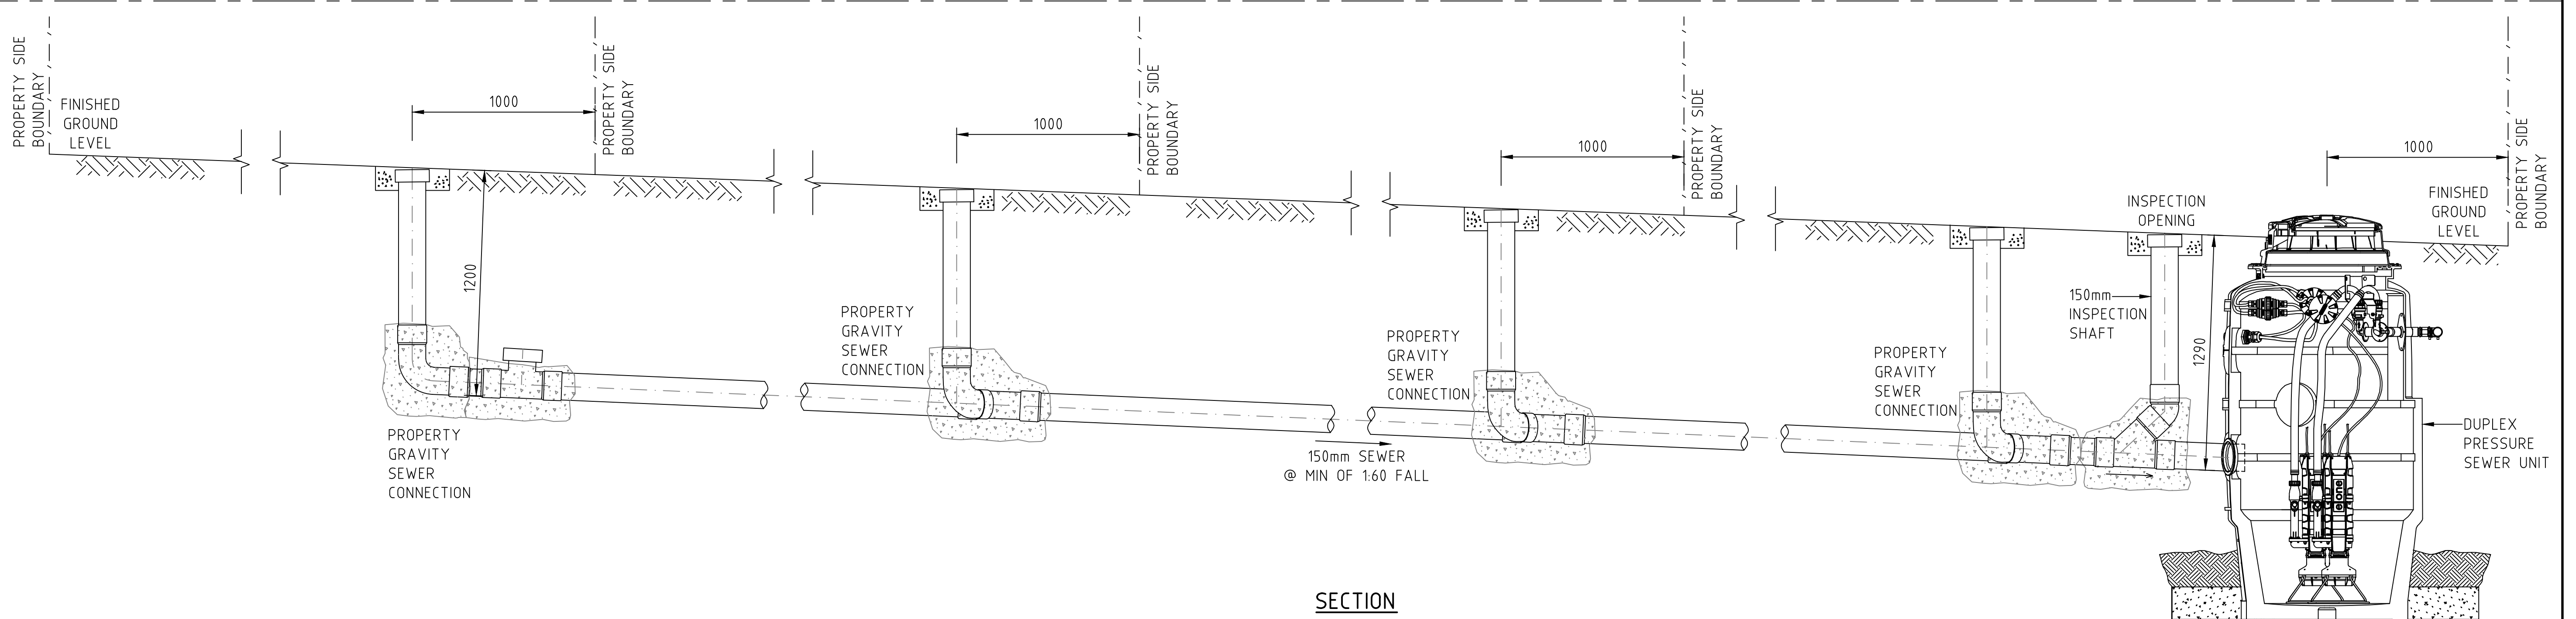 PROPERTY SIDE
BOUNDARY
FINISHED
GROUND
LEVEL
1000
PROPERTY SIDE
BOUNDARY
1000
PROPERTY SIDE
BOUNDARY
1000
PROPERTY SIDE
BOUNDARY
1000
PROPERTY SIDE
BOUNDARY
INSPECTION
OPENING
FINISHED
GROUND
LEVEL
1200
PROPERTY
GRAVITY
SEWER
CONNECTION
PROPERTY
GRAVITY
SEWER
CONNECTION
PROPERTY
GRAVITY
SEWER
CONNECTION
PROPERTY
GRAVITY
SEWER
CONNECTION
150mm
INSPECTION
SHAFT
1290
150mm SEWER
@ MIN OF 1:60 FALL
DUPLEX
PRESSURE
SEWER UNIT
e one
SECTION